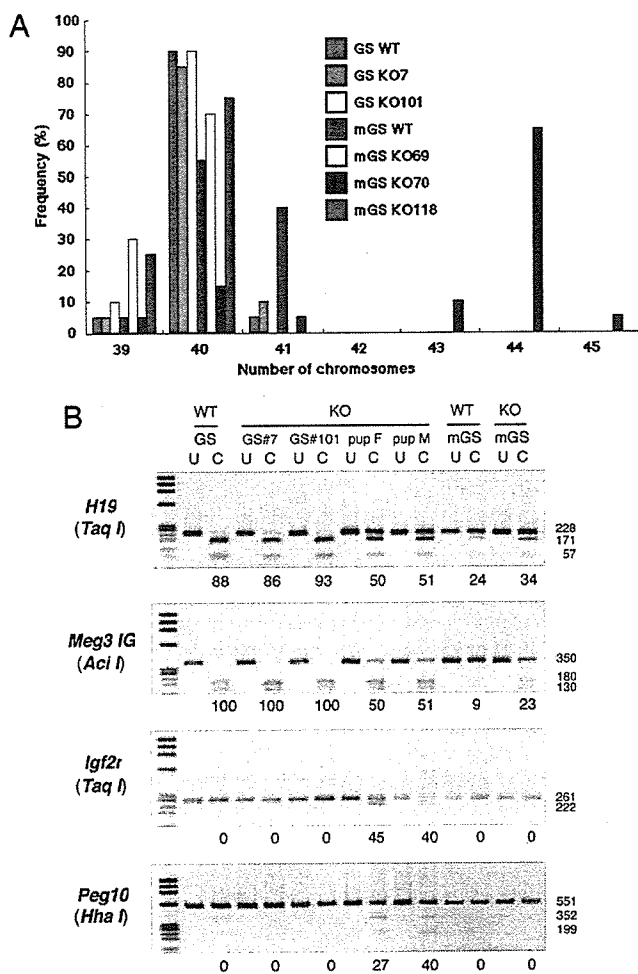 A
100
90
80
70
60
50
40
30
20
10
0
Frequency (%)
GS WT
GS KO7
GS KO101
mGS WT
mGS KO69
mGS KO70
mGS KO118
39 40 41 42 43 44 45
Number of chromosomes
B
WT KO WT KO
GS GS#7 GS#101 pup F pup M mGS mGS
U C U C U C U C U C U C U C
H19
(Taq I)
228
171
57
88 86 93 50 51 24 34
Meg3 IG
(Aci I)
350
180
130
100 100 100 50 51 9 23
Igf2r
(Taq I)
261
222
0 0 0 45 40 0 0
Peg10
(Hha I)
551
352
199
0 0 0 27 40 0 0